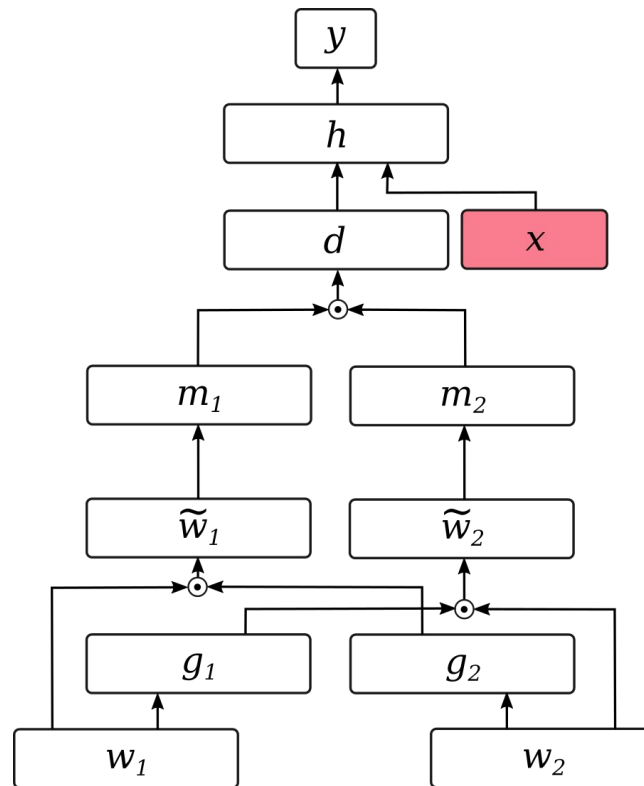 y
h
d x
⊙
m₁ m₂
w̃₁ w̃₂
⊙
⊙
g₁ g₂
w₁ w₂